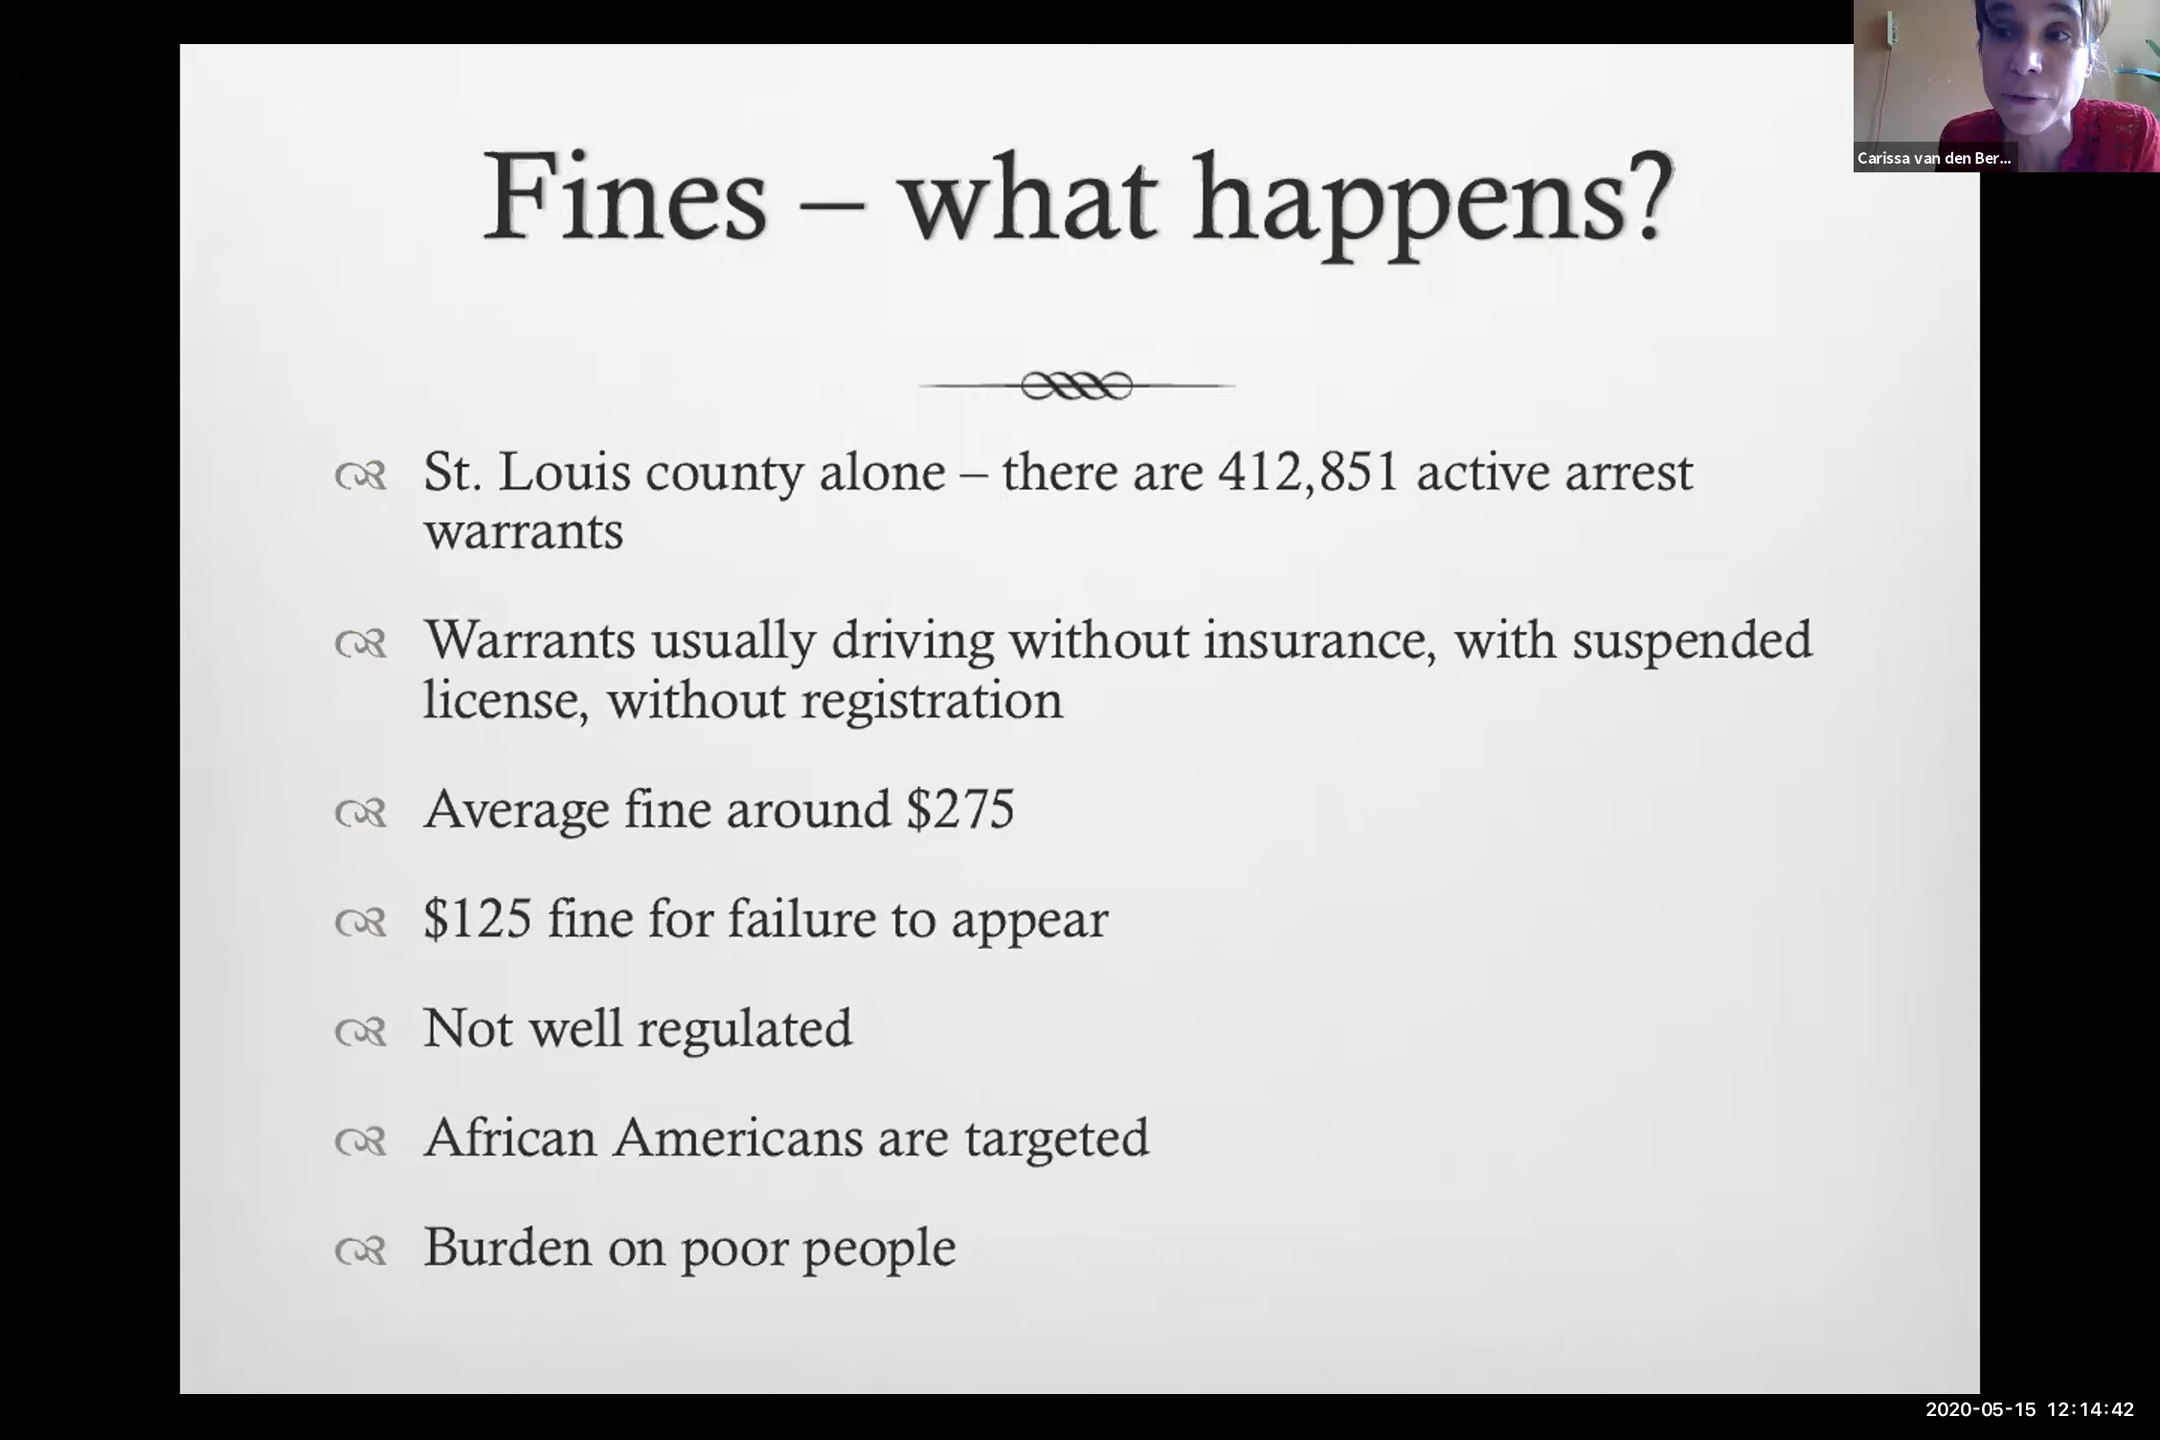 Carissa van den Ber...
Fines – what happens?
St. Louis county alone – there are 412,851 active arrest
warrants
Warrants usually driving without insurance, with suspended
license, without registration
Average fine around $275
$125 fine for failure to appear
Not well regulated
African Americans are targeted
Burden on poor people
2020-05-15 12:14:42